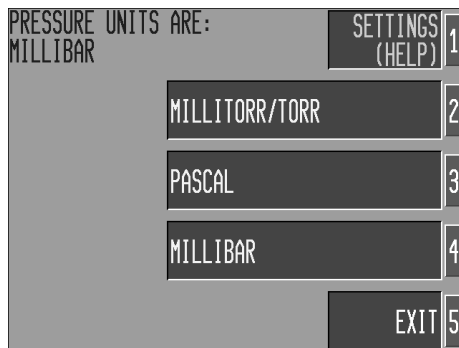 PRESSURE UNITS ARE:
MILLIBAR
SETTINGS
(HELP) 1
MILLITORR/TORR 2
PASCAL 3
MILLIBAR 4
EXIT 5